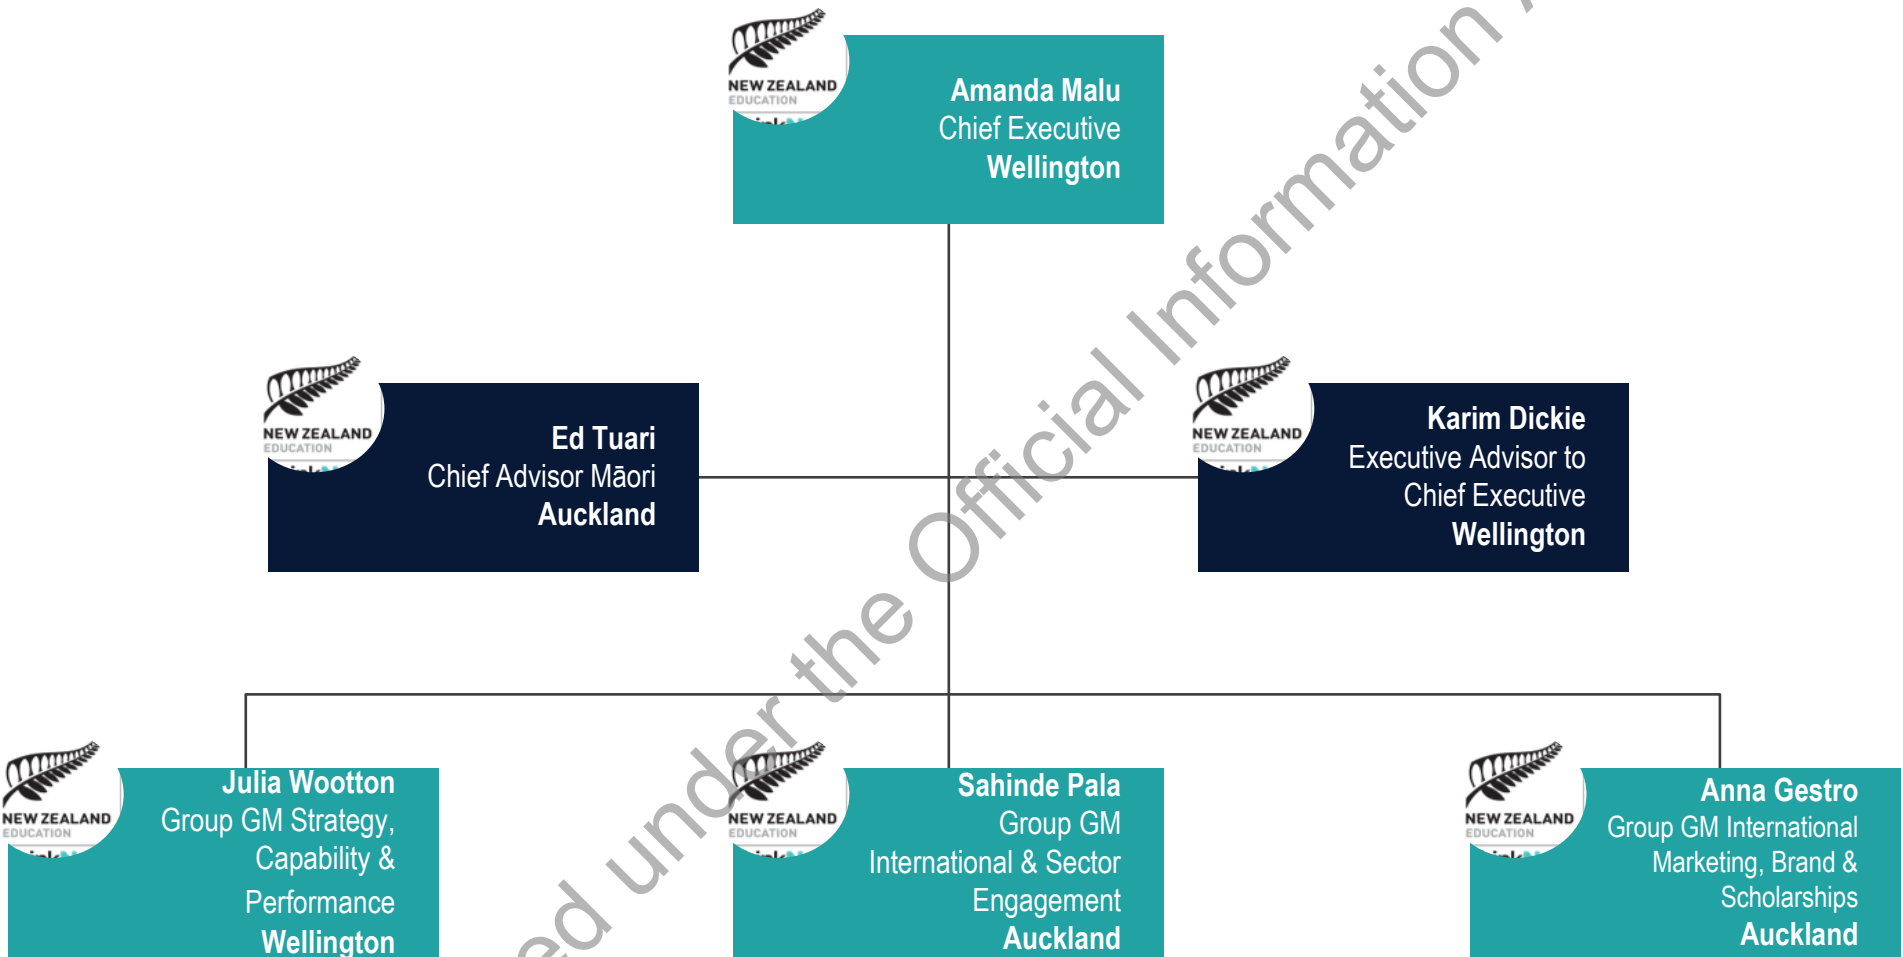 NEW ZEALAND
EDUCATION
Amanda Malu
Chief Executive
Wellington
NEW ZEALAND
EDUCATION
Ed Tuari
Chief Advisor Māori
Auckland
NEW ZEALAND
EDUCATION
Karim Dickie
Executive Advisor to
Chief Executive
Wellington
NEW ZEALAND
EDUCATION
Julia Wootton
Group GM Strategy,
Capability &
Performance
Wellington
NEW ZEALAND
EDUCATION
Sahinde Pala
Group GM
International & Sector
Engagement
Auckland
NEW ZEALAND
EDUCATION
Anna Gestro
Group GM International
Marketing, Brand &
Scholarships
Auckland
under the Official Information